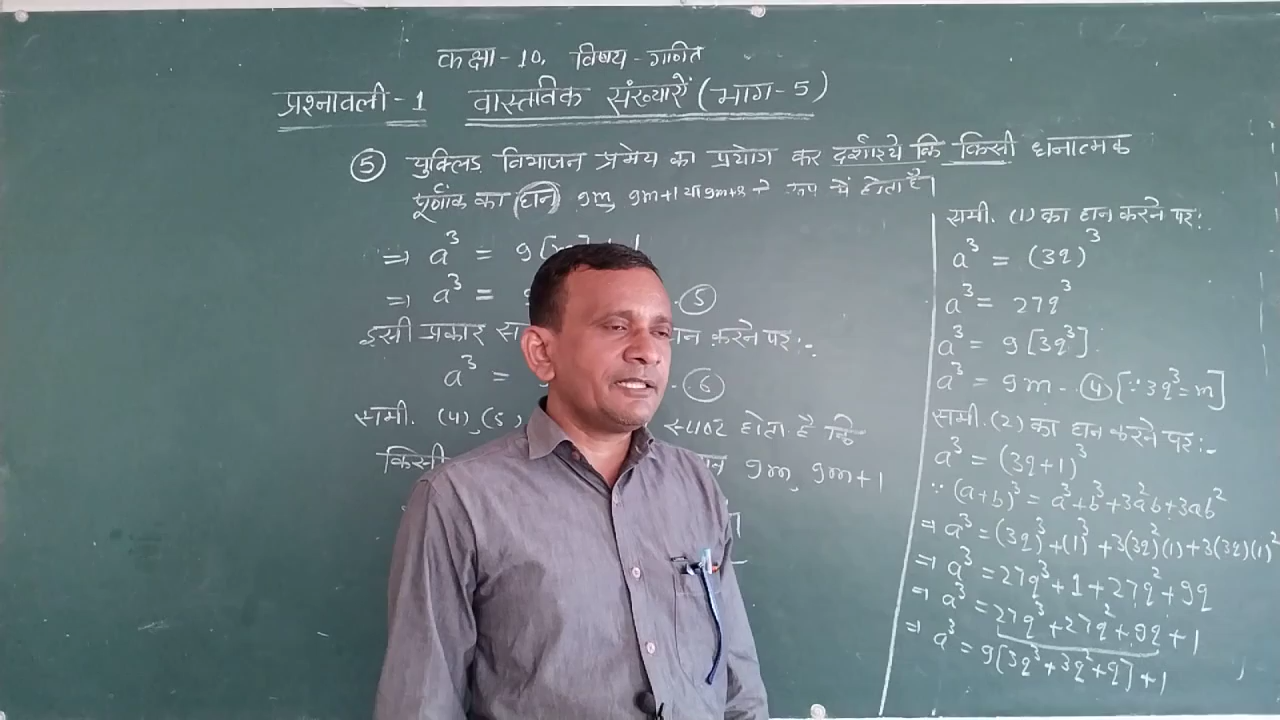 कक्षा-10, विषय-गणित
प्रश्नावली-1 वास्तविक संख्याऐं (भाग-5)
⑤ युक्लिड विभाजन प्रमेय का प्रयोग कर दर्शाइये कि किसी धनात्मक
पूर्णांक का घन 9m, 9m+1 या 9m+8 के रूप में होता है।
⇒ a³ = 9[m
⇒ a³ = ⑤
इसी प्रकार स करने पर:-
a³ = ⑥
समी. (4), (5) स्पष्ट होता है कि
किसी 9m, 9m+1
समी. (1) का घन करने पर:
a³ = (3q)³
a³ = 27q³
a³ = 9[3q³]
a³ = 9m -- ④ [∵ 3q³=m]
समी. (2) का घन करने पर:-
a³ = (3q+1)³
∵ (a+b)³ = a³+b³+3a²b+3ab²
⇒ a³ = (3q)³+(1)³+3(3q)²(1)+3(3q)(1)²
⇒ a³ = 27q³+1+27q²+9q
⇒ a³ = 27q³+27q²+9q+1
⇒ a³ = 9[3q³+3q²+q]+1